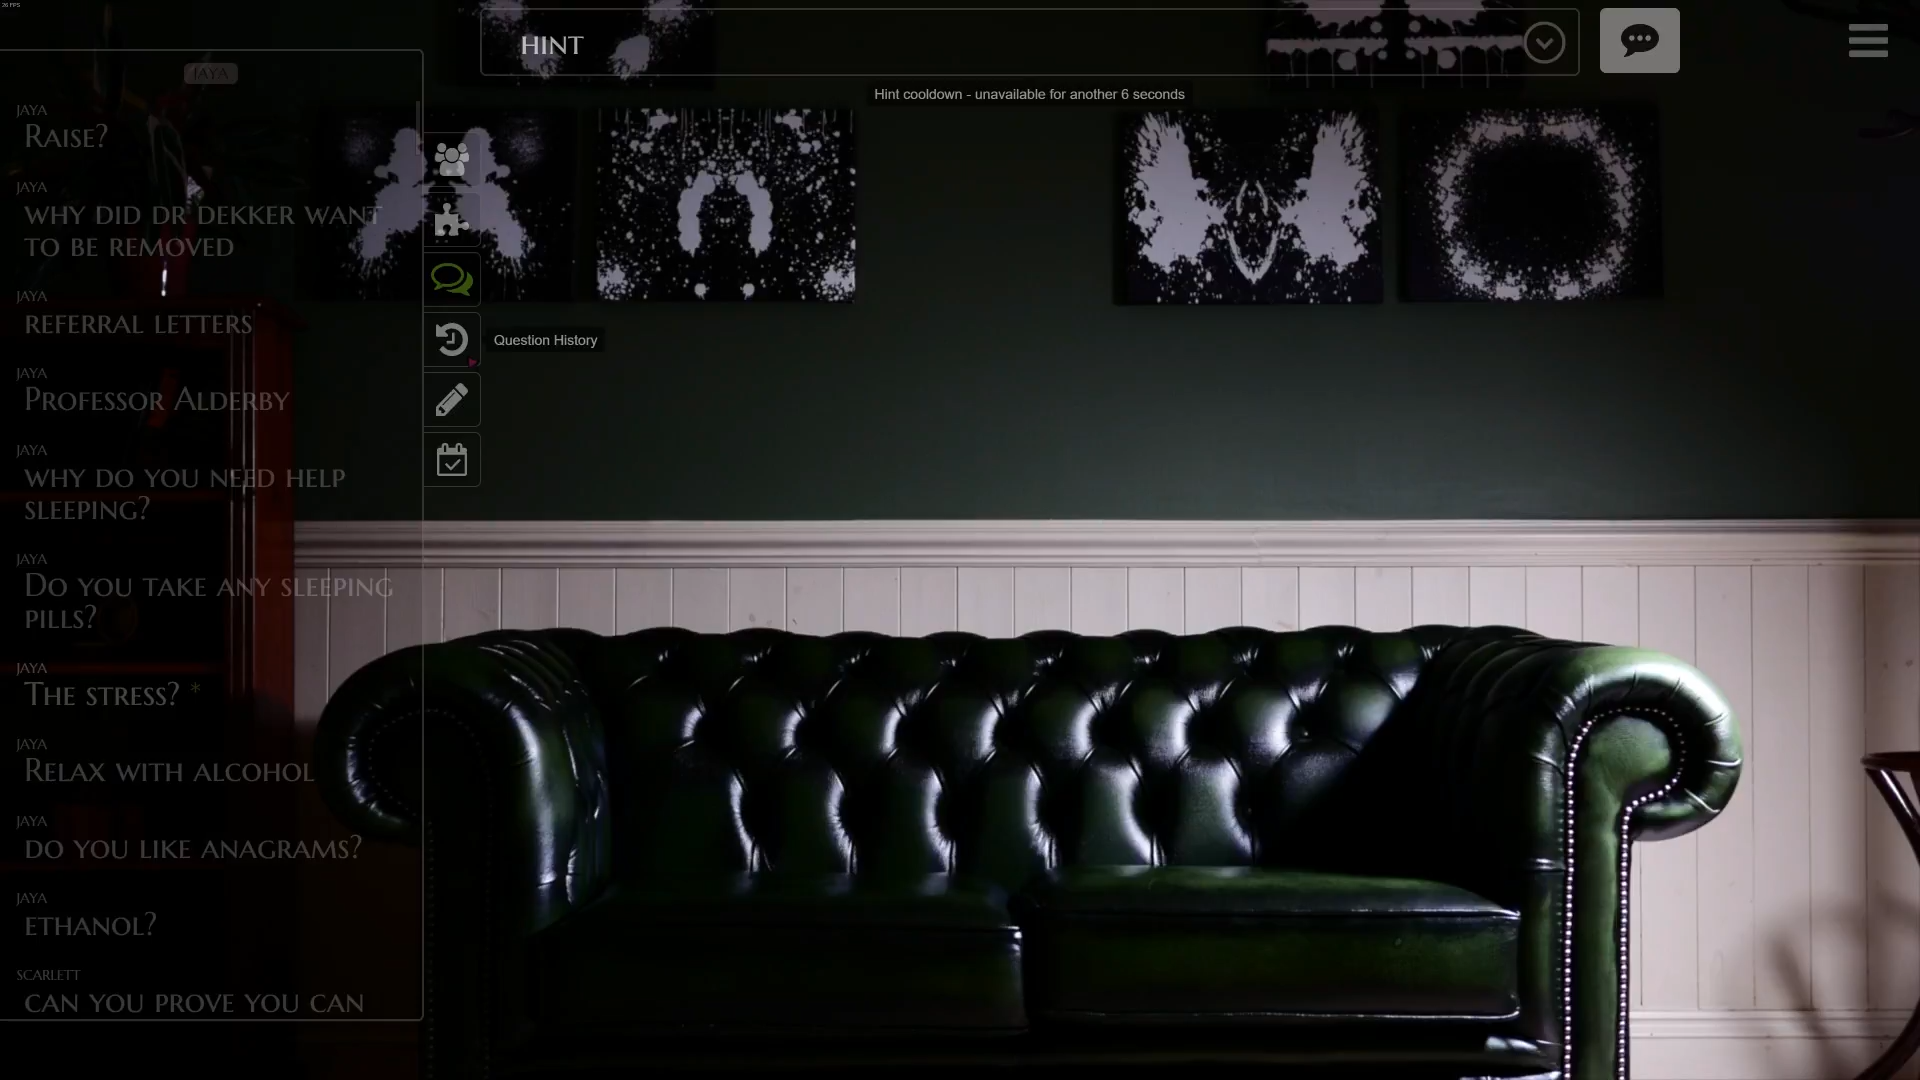 26 FPS
HINT
Hint cooldown - unavailable for another 6 seconds
JAYA
JAYA
Raise?
JAYA
WHY DID DR DEKKER WANT
TO BE REMOVED
JAYA
REFERRAL LETTERS
JAYA
Professor Alderby
JAYA
WHY DO YOU NEED HELP
SLEEPING?
JAYA
Do you take any sleeping
pills?
JAYA
The stress? *
JAYA
Relax with alcohol
JAYA
DO YOU LIKE ANAGRAMS?
JAYA
ETHANOL?
SCARLETT
CAN YOU PROVE YOU CAN
Question History